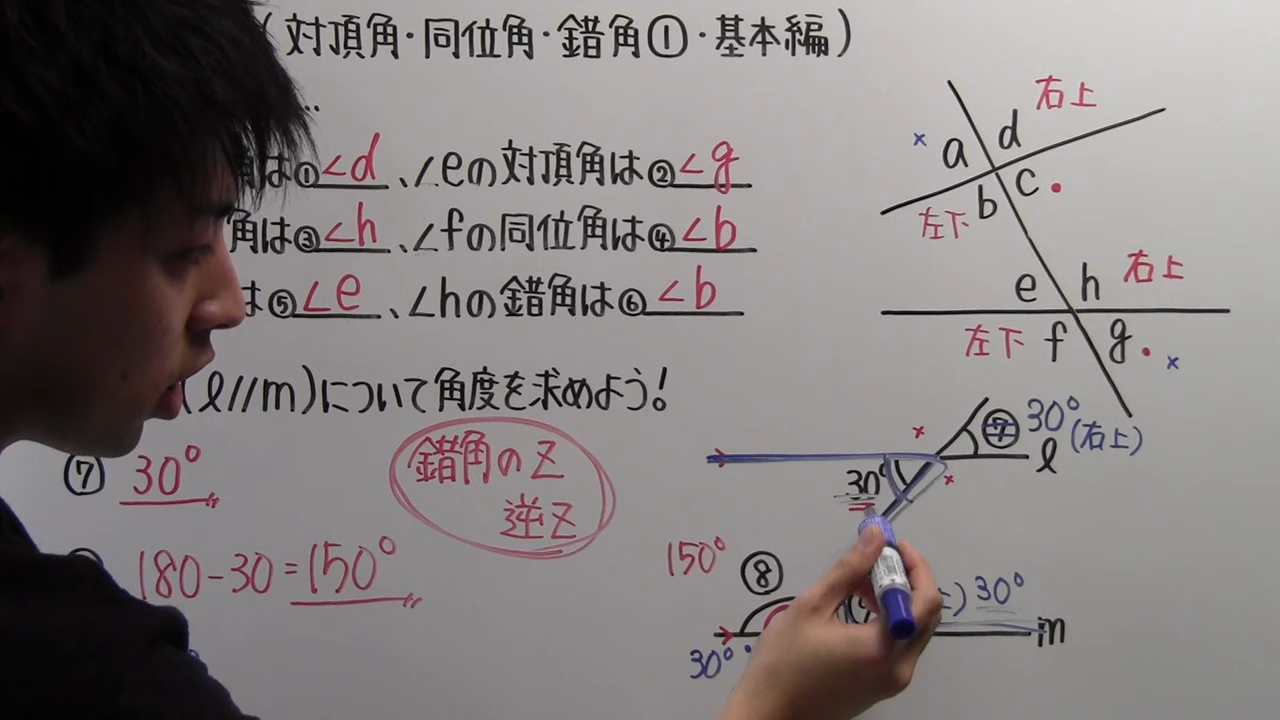 (対頂角・同位角・錯角①・基本編)
…
角は①∠d、∠eの対頂角は②∠g
角は③∠h、∠fの同位角は④∠b
は⑤∠e、∠hの錯角は⑥∠b
(l//m)について角度を求めよう!
⑦ 30°
180-30=150°
錯角のZ
逆Z
右上
× a d
b c
左下
e h 右上
左下 f g
×
× ⑦ 30° (右上)
l
30° ×
150° ⑧
30°
m
30°